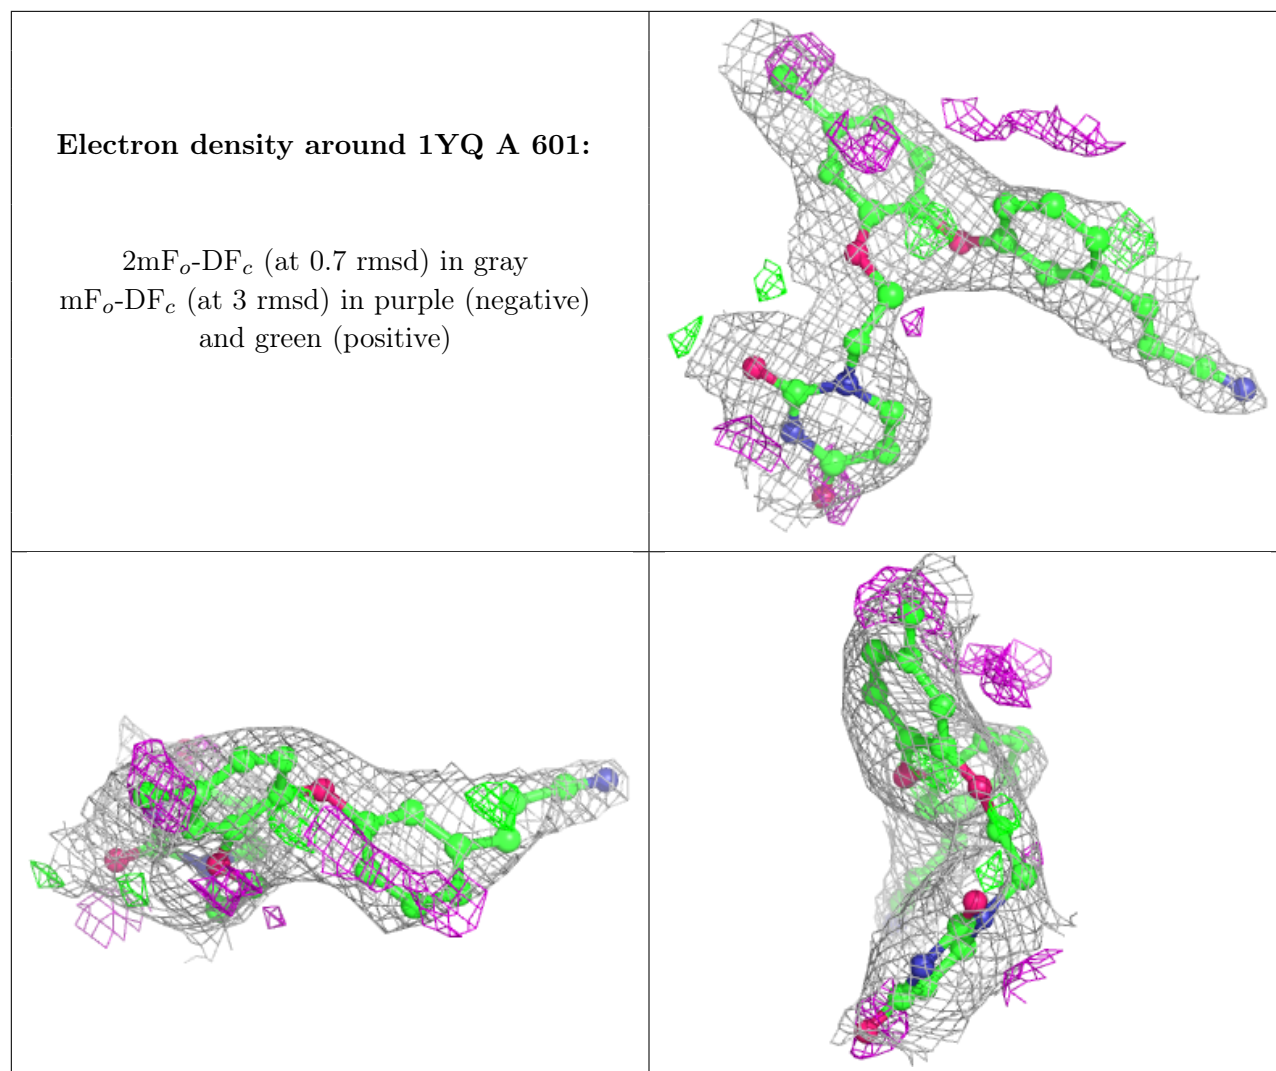 Electron density around 1YQ A 601:
2mFₒ-DF𝒸 (at 0.7 rmsd) in gray
mFₒ-DF𝒸 (at 3 rmsd) in purple (negative)
and green (positive)